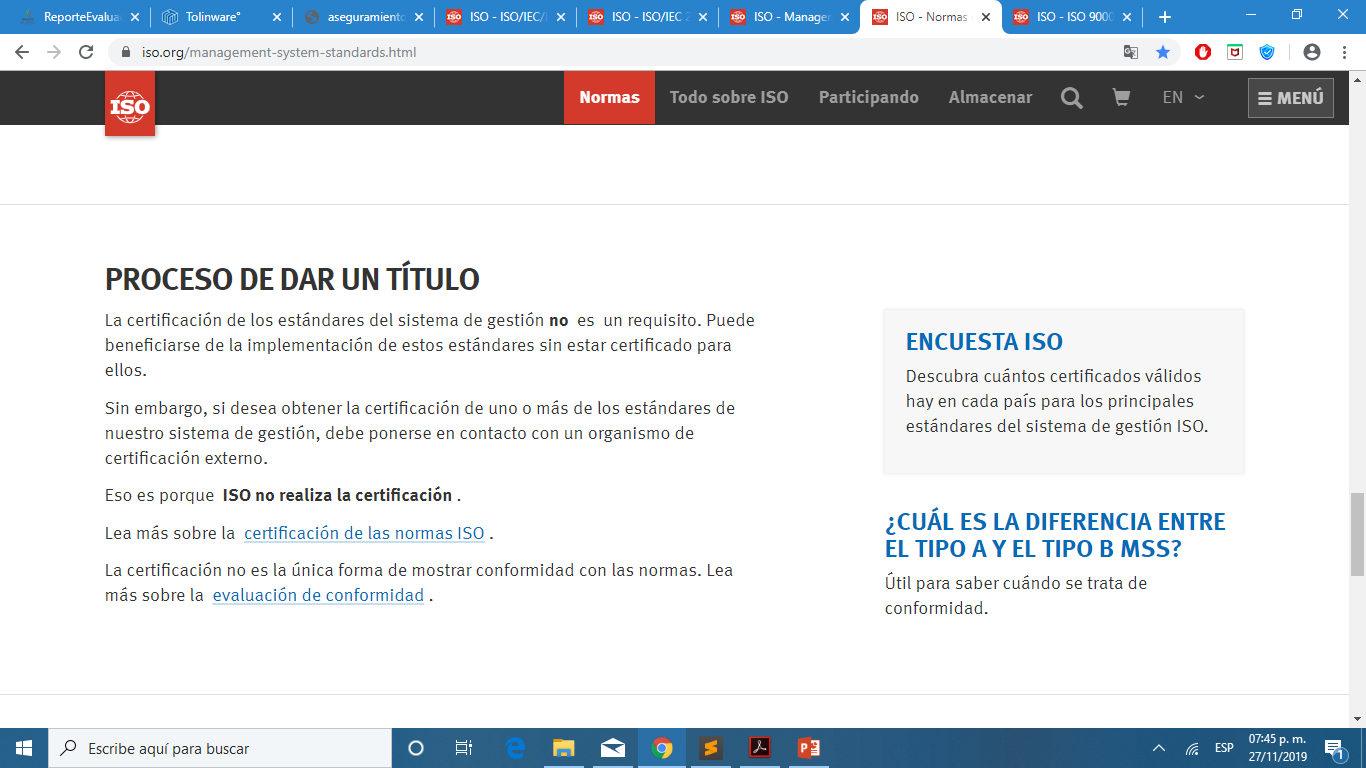 ReporteEvalua
Tolinware°
aseguramiento
ISO - ISO/IEC/I
ISO - ISO/IEC 2
ISO - Manager
ISO - Normas
ISO - ISO 9000
iso.org/management-system-standards.html
ISO
Normas
Todo sobre ISO
Participando
Almacenar
EN
MENÚ
PROCESO DE DAR UN TÍTULO
La certificación de los estándares del sistema de gestión no es un requisito. Puede
beneficiarse de la implementación de estos estándares sin estar certificado para
ellos.
Sin embargo, si desea obtener la certificación de uno o más de los estándares de
nuestro sistema de gestión, debe ponerse en contacto con un organismo de
certificación externo.
Eso es porque ISO no realiza la certificación .
Lea más sobre la certificación de las normas ISO .
La certificación no es la única forma de mostrar conformidad con las normas. Lea
más sobre la evaluación de conformidad .
ENCUESTA ISO
Descubra cuántos certificados válidos
hay en cada país para los principales
estándares del sistema de gestión ISO.
¿CUÁL ES LA DIFERENCIA ENTRE
EL TIPO A Y EL TIPO B MSS?
Útil para saber cuándo se trata de
conformidad.
Escribe aquí para buscar
ESP
07:45 p. m.
27/11/2019
1